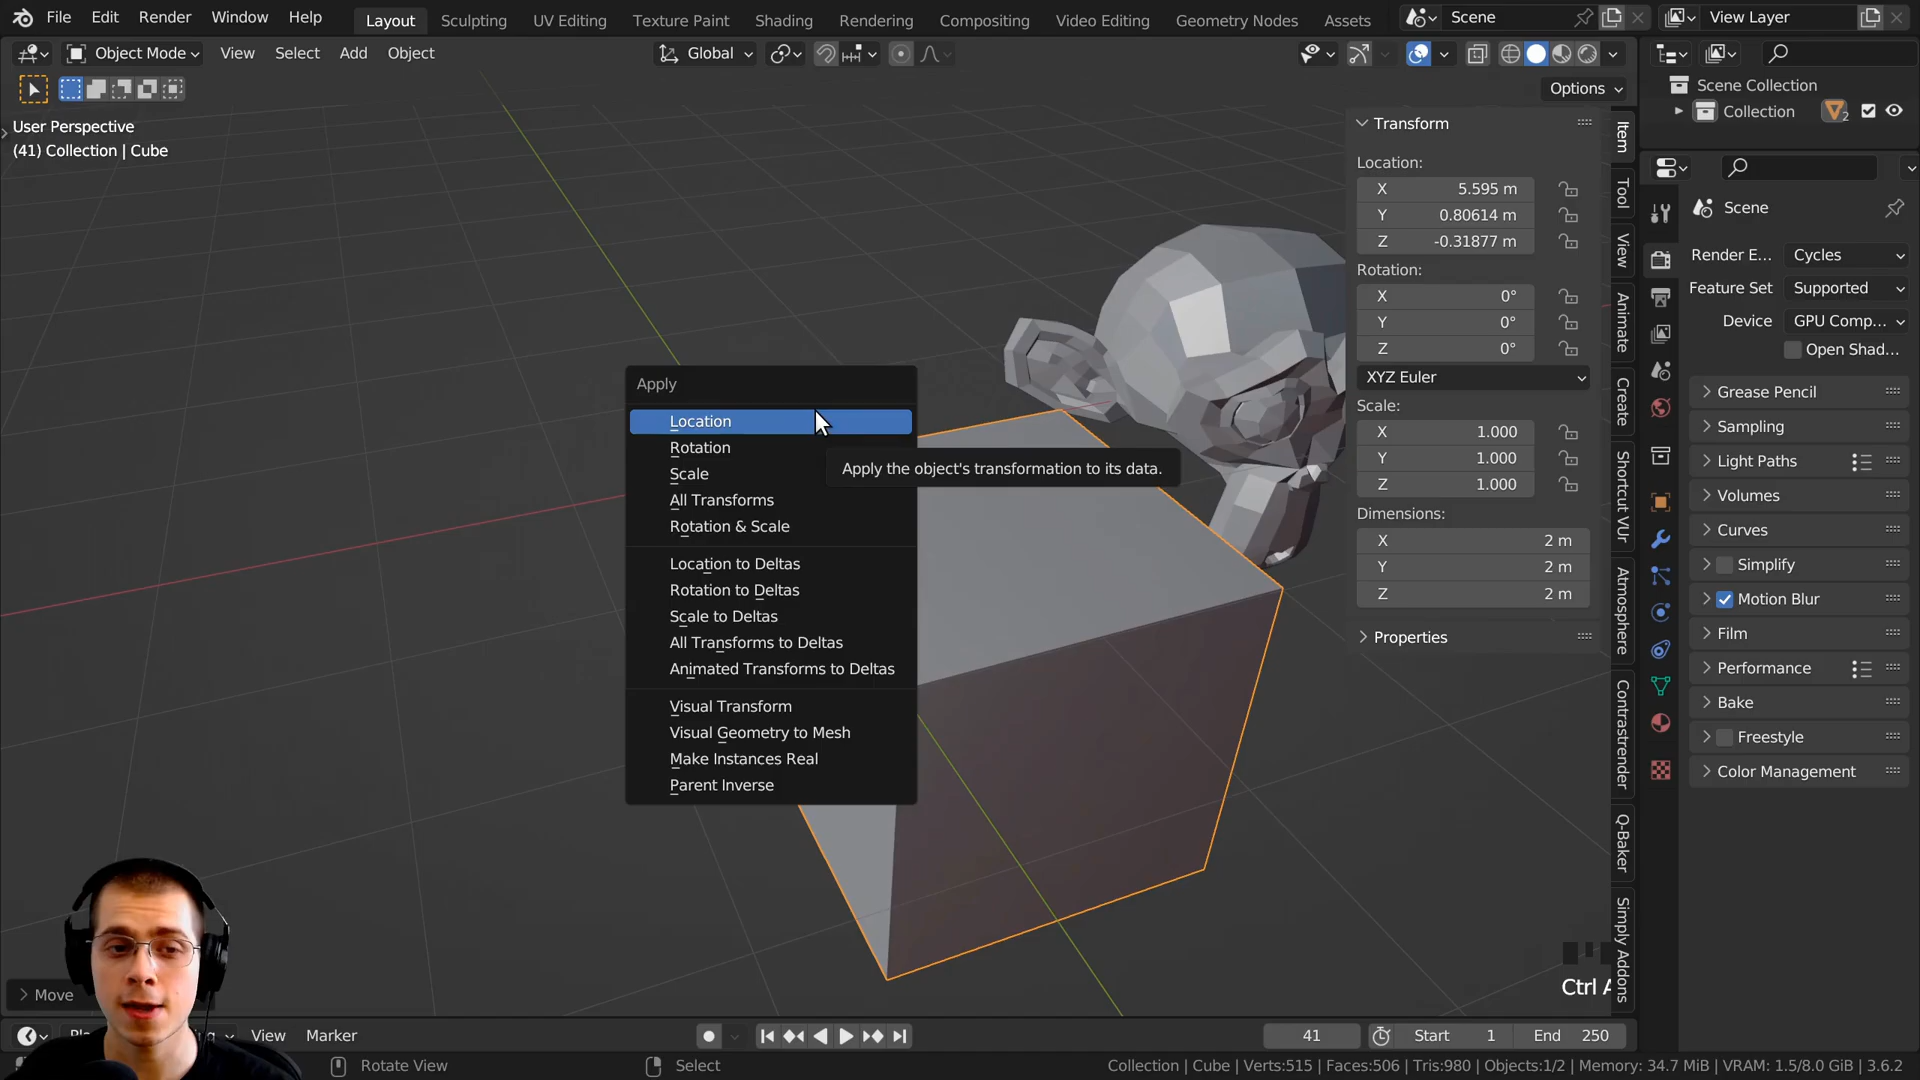 File Edit Render Window Help Layout Sculpting UV Editing Texture Paint Shading Rendering Compositing Video Editing Geometry Nodes Assets Scene View Layer
Object Mode View Select Add Object Global
Options
User Perspective
(41) Collection | Cube
Scene Collection
Collection 2
Transform
Location:
X 5.595 m
Y 0.80614 m
Z -0.31877 m
Rotation:
X 0°
Y 0°
Z 0°
XYZ Euler
Scale:
X 1.000
Y 1.000
Z 1.000
Dimensions:
X 2 m
Y 2 m
Z 2 m
Properties
Item
Tool
View
Animate
Create
Shortcut VUr
Atmosphere
Contrastrender
Q-Baker
Simply Addons
Scene
Render E... Cycles
Feature Set Supported
Device GPU Comp...
Open Shad...
Grease Pencil
Sampling
Light Paths
Volumes
Curves
Simplify
Motion Blur
Film
Performance
Bake
Freestyle
Color Management
Apply
Location
Rotation
Scale
All Transforms
Rotation & Scale
Location to Deltas
Rotation to Deltas
Scale to Deltas
All Transforms to Deltas
Animated Transforms to Deltas
Visual Transform
Visual Geometry to Mesh
Make Instances Real
Parent Inverse
Apply the object's transformation to its data.
Ctrl A
Move
View Marker 41 Start 1 End 250
Rotate View Select Collection | Cube | Verts:515 | Faces:506 | Tris:980 | Objects:1/2 | Memory: 34.7 MiB | VRAM: 1.5/8.0 GiB | 3.6.2